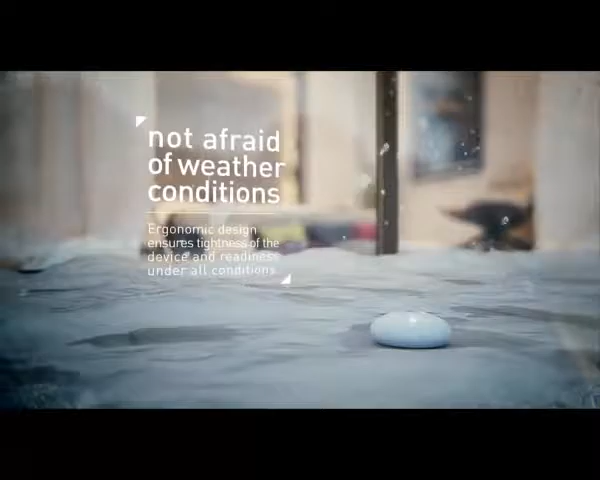 not afraid
of weather
conditions
Ergonomic design
ensures tightness of the
device and readiness
under all conditions